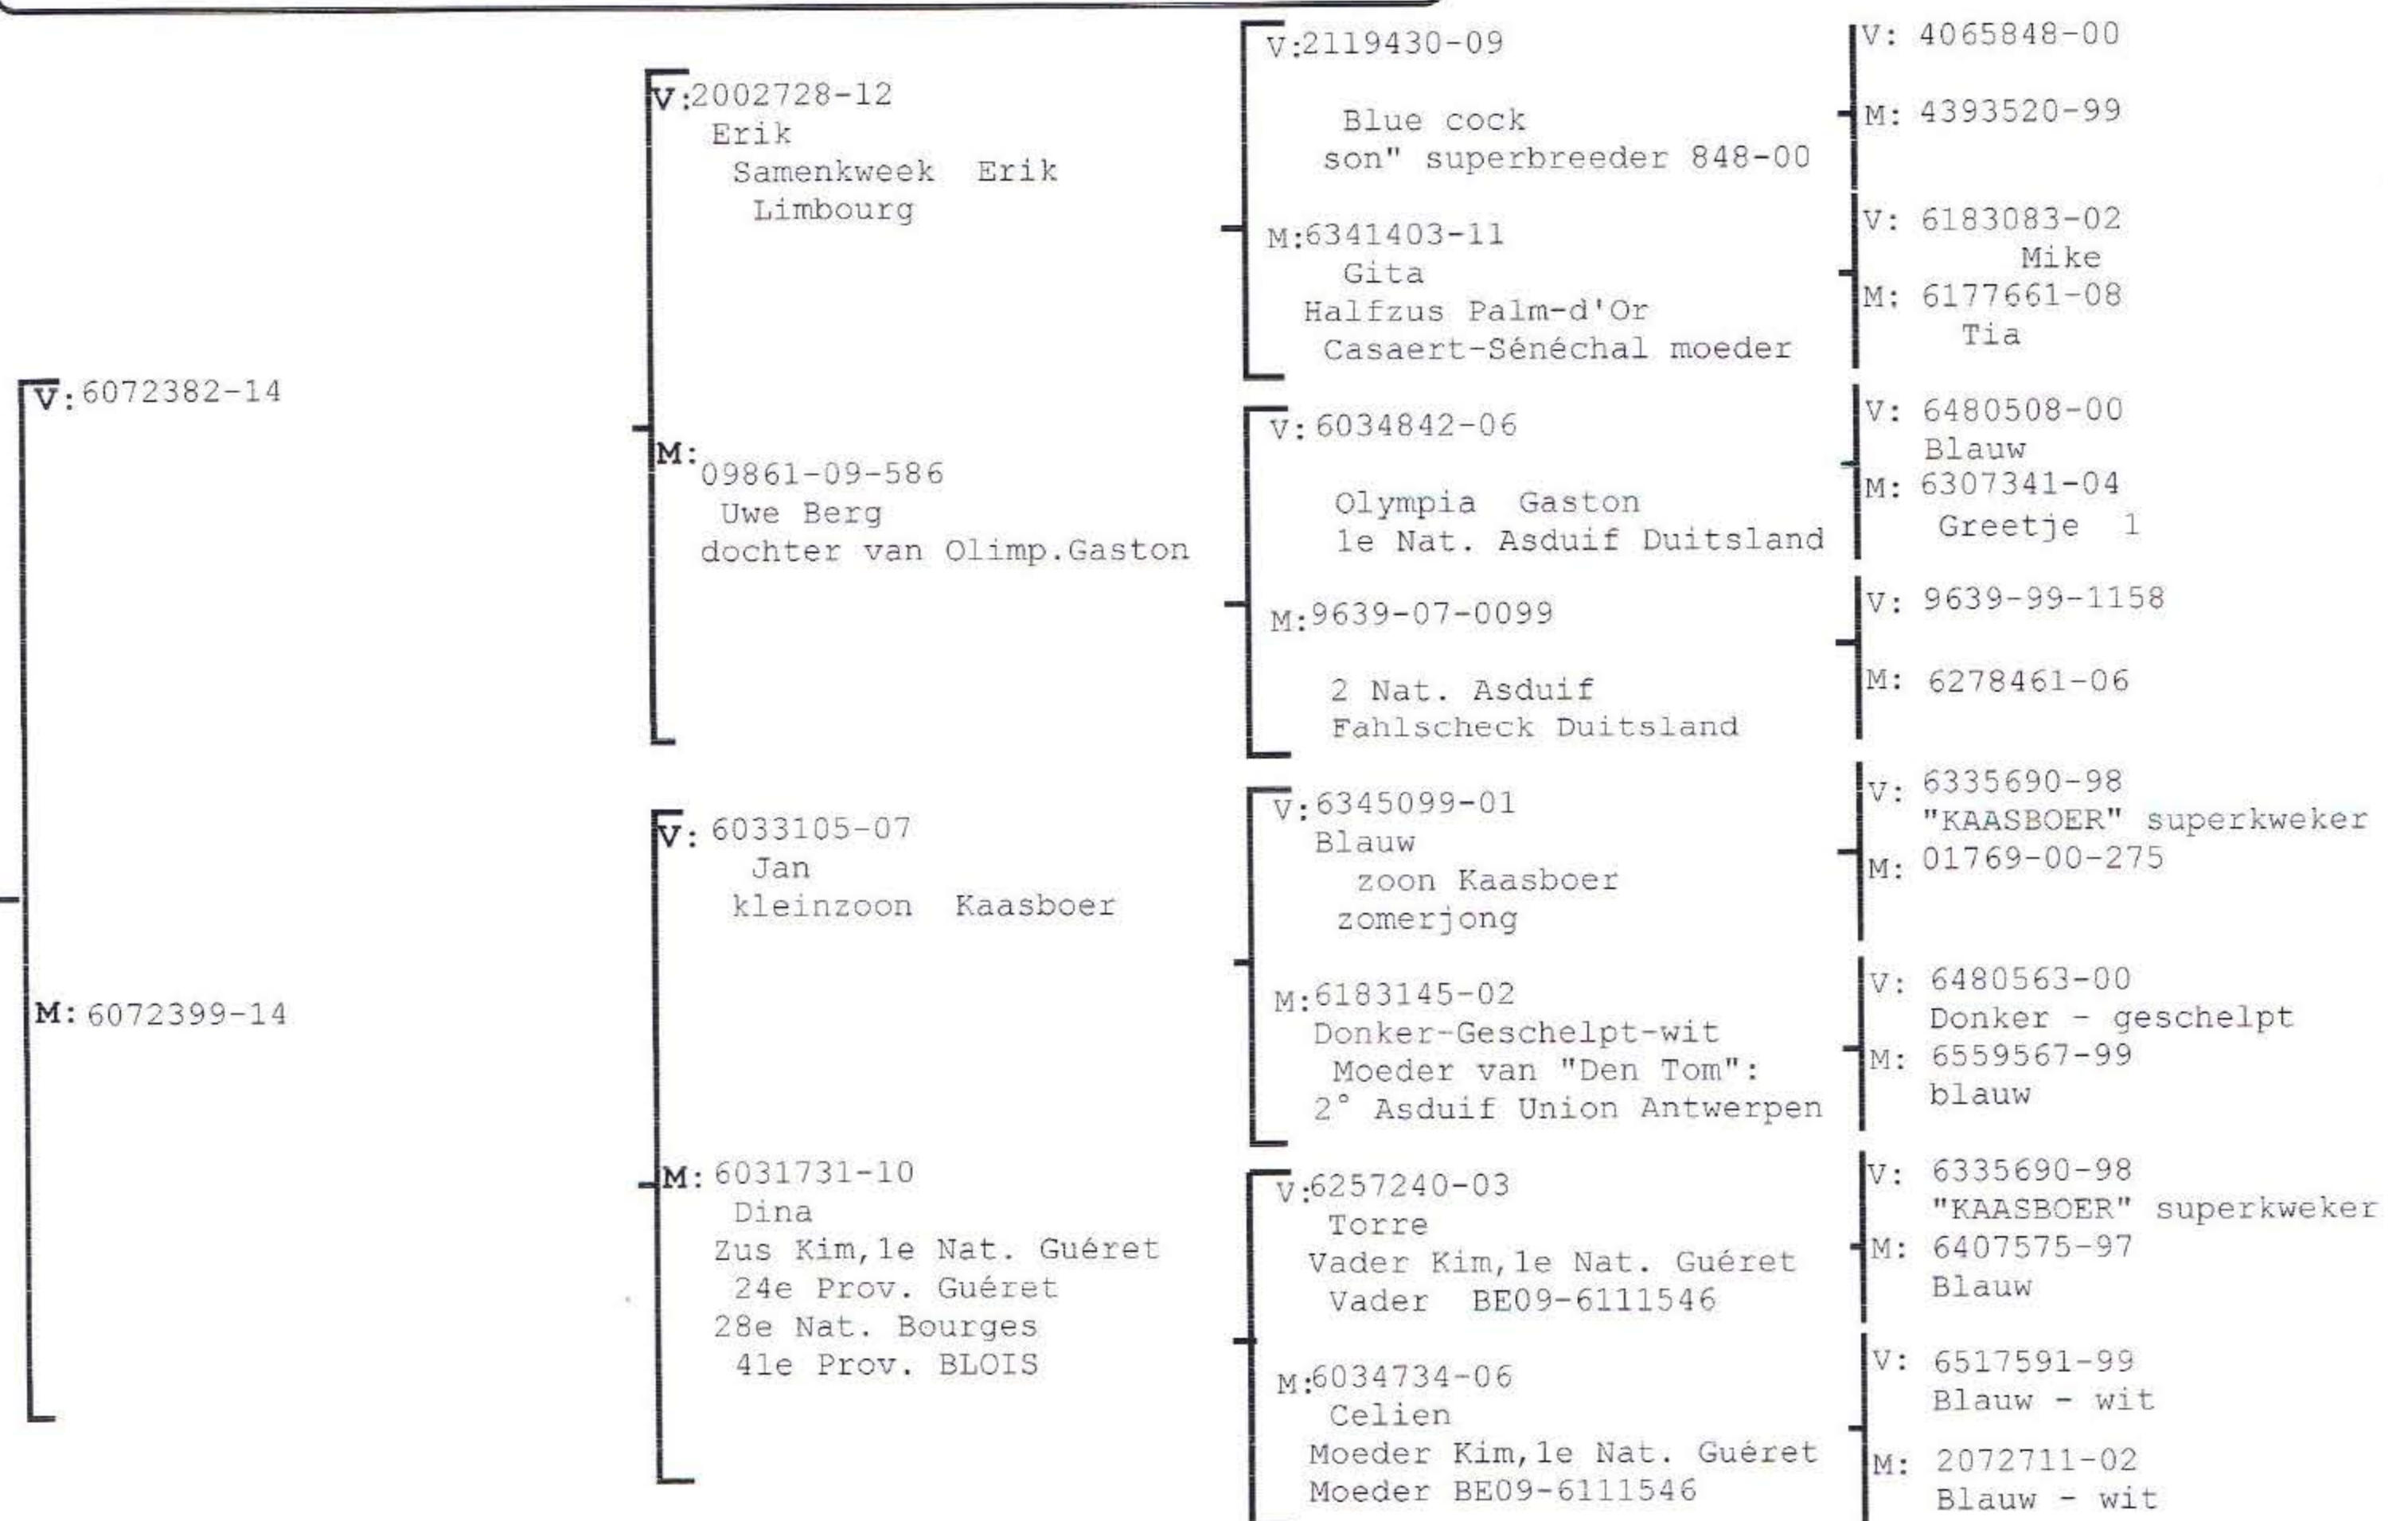 V: 6072382-14
M: 6072399-14
V: 2002728-12
Erik
Samenkweek Erik
Limbourg
M:
09861-09-586
Uwe Berg
dochter van Olimp.Gaston
V: 6033105-07
Jan
kleinzoon Kaasboer
M: 6031731-10
Dina
Zus Kim,1e Nat. Guéret
24e Prov. Guéret
28e Nat. Bourges
41e Prov. BLOIS
V:2119430-09
Blue cock
son" superbreeder 848-00
M:6341403-11
Gita
Halfzus Palm-d'Or
Casaert-Sénéchal moeder
V: 6034842-06
Olympia Gaston
1e Nat. Asduif Duitsland
M:9639-07-0099
2 Nat. Asduif
Fahlscheck Duitsland
V:6345099-01
Blauw
zoon Kaasboer
zomerjong
M:6183145-02
Donker-Geschelpt-wit
Moeder van "Den Tom":
2° Asduif Union Antwerpen
V:6257240-03
Torre
Vader Kim,1e Nat. Guéret
Vader BE09-6111546
M:6034734-06
Celien
Moeder Kim,1e Nat. Guéret
Moeder BE09-6111546
V: 4065848-00
M: 4393520-99
V: 6183083-02
Mike
M: 6177661-08
Tia
V: 6480508-00
Blauw
M: 6307341-04
Greetje 1
V: 9639-99-1158
M: 6278461-06
V: 6335690-98
"KAASBOER" superkweker
M: 01769-00-275
V: 6480563-00
Donker - geschelpt
M: 6559567-99
blauw
V: 6335690-98
"KAASBOER" superkweker
M: 6407575-97
Blauw
V: 6517591-99
Blauw - wit
M: 2072711-02
Blauw - wit